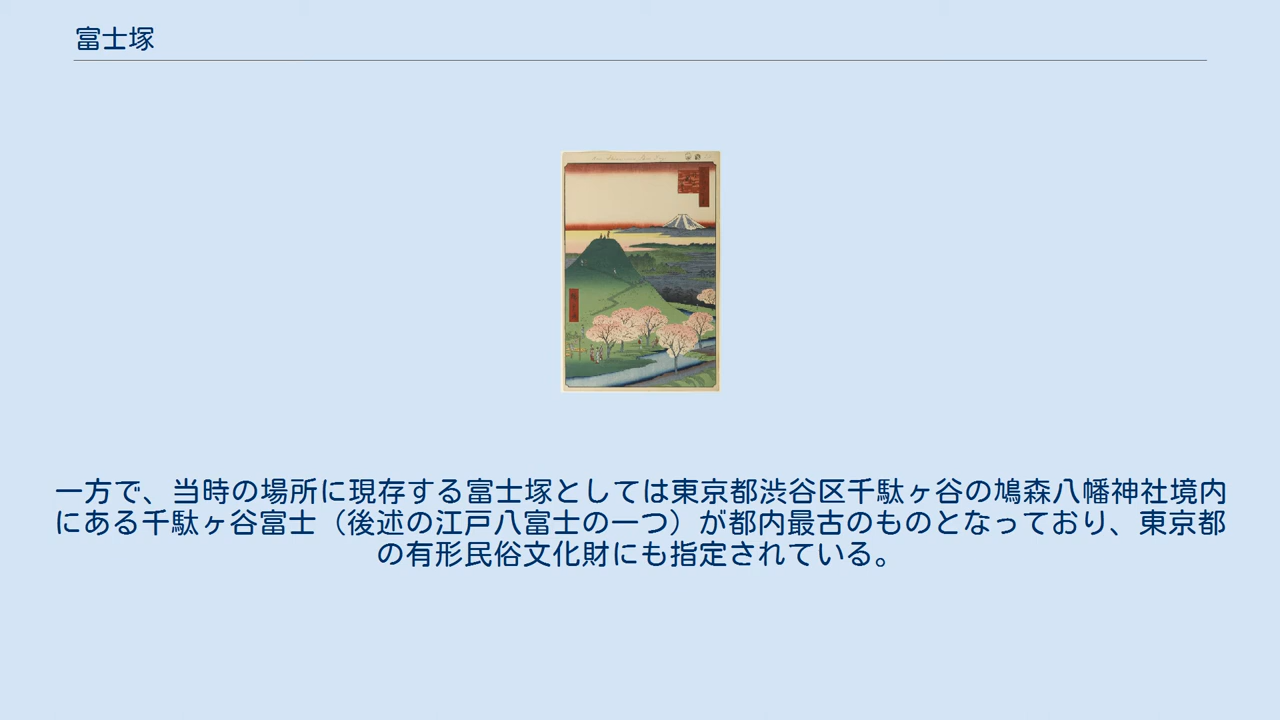 富士塚
一方で、当時の場所に現存する富士塚としては東京都渋谷区千駄ヶ谷の鳩森八幡神社境内
にある千駄ヶ谷富士（後述の江戸八富士の一つ）が都内最古のものとなっており、東京都
の有形民俗文化財にも指定されている。